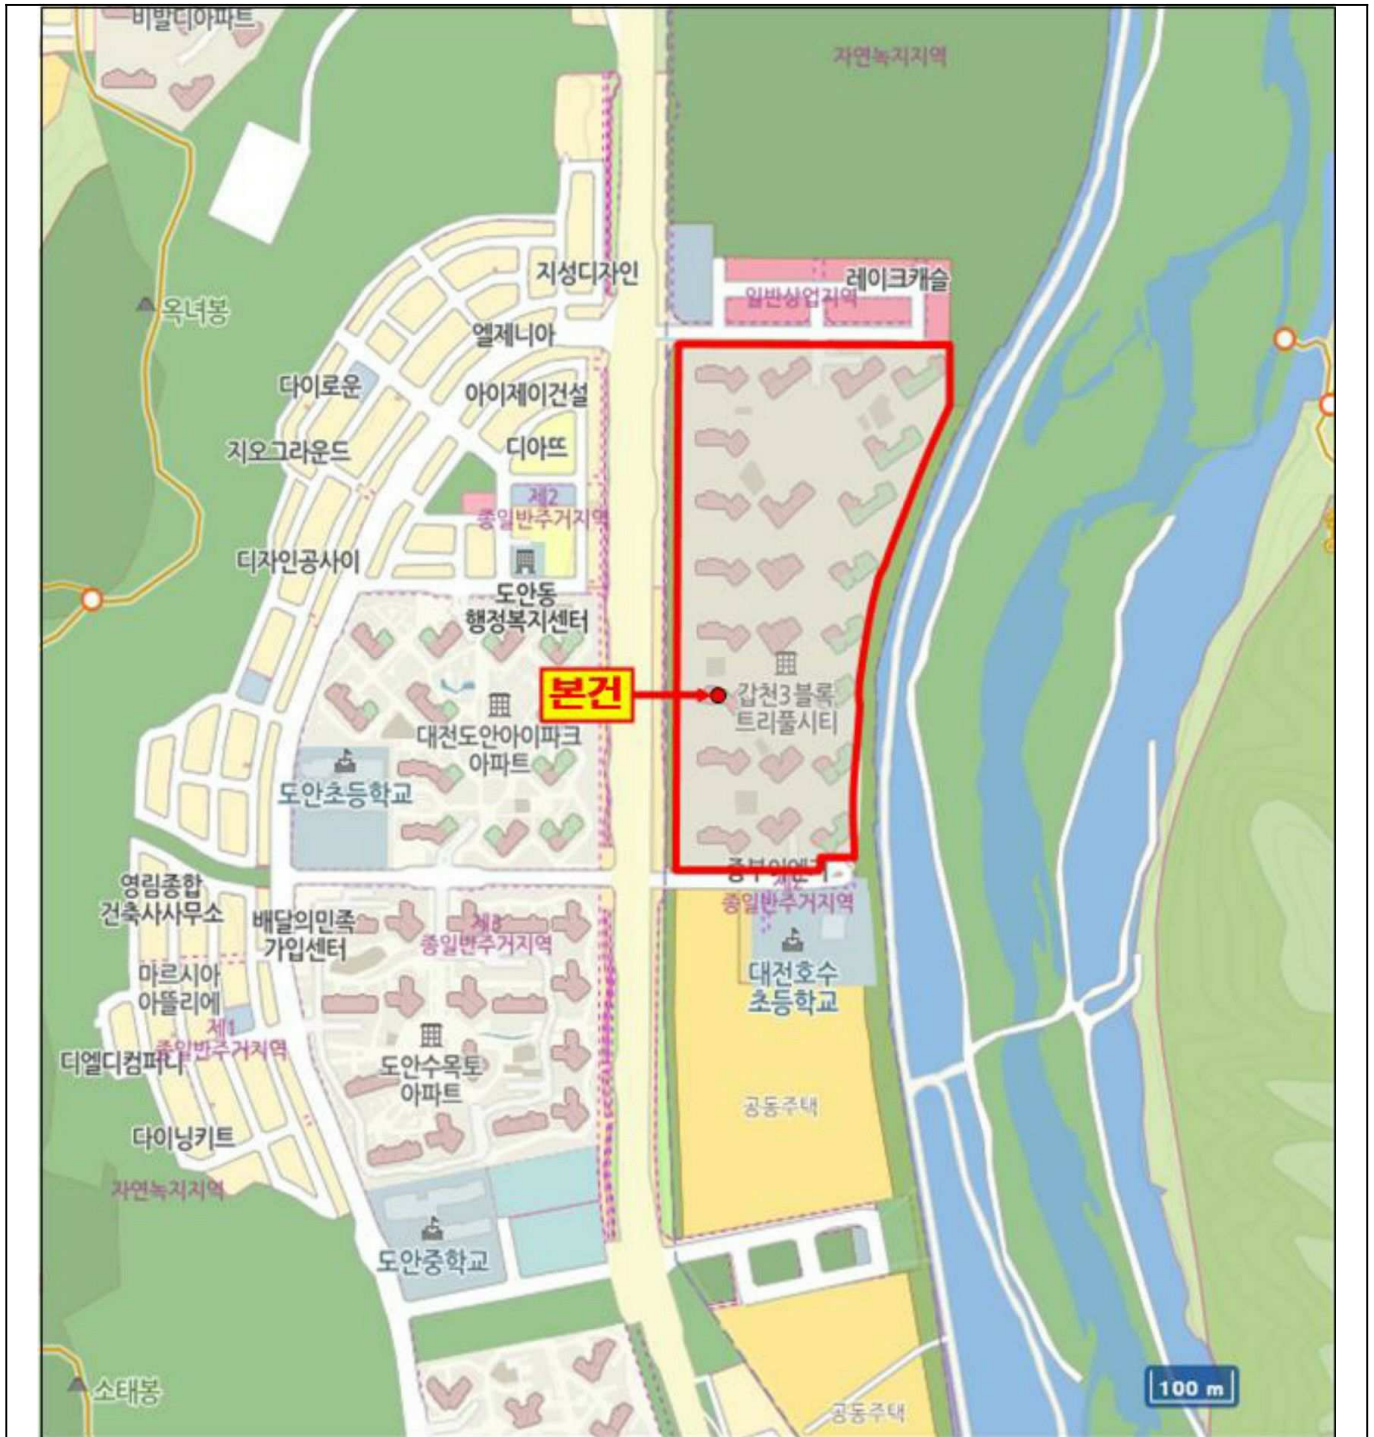 비발디아파트
자연녹지지역
지성디자인
레이크캐슬
일반상업지역
옥녀봉
엘제니아
다이로운
아이제이건설
지오그라운드
디아뜨
제2
종일반주거지역
디자인공사이
도안동
행정복지센터
본건
갑천3블록
트리풀시티
대전도안아이파크
아파트
도안초등학교
종일반주거지역
영림종합
건축사사무소
배달의민족
가입센터
제3
종일반주거지역
대전호수
초등학교
마르시아
아뜰리에
제1
종일반주거지역
디엘디컴퍼니
도안수목토
아파트
공동주택
다이닝키트
자연녹지지역
도안중학교
소태봉
100 m
공동주택